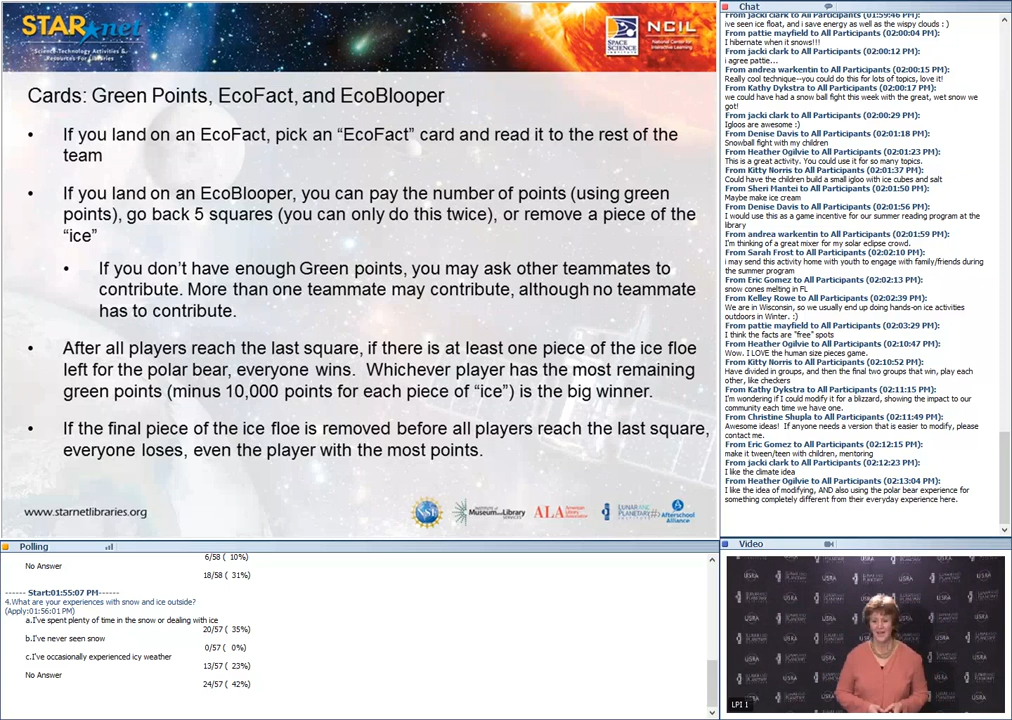 STAR net
Science-Technology Activities &
Resources For Libraries
SPACE
SCIENCE
INSTITUTE
NCIL
National Center for
Interactive Learning
Cards: Green Points, EcoFact, and EcoBlooper
• If you land on an EcoFact, pick an “EcoFact” card and read it to the rest of the
team
• If you land on an EcoBlooper, you can pay the number of points (using green
points), go back 5 squares (you can only do this twice), or remove a piece of the
“ice”
• If you don’t have enough Green points, you may ask other teammates to
contribute. More than one teammate may contribute, although no teammate
has to contribute.
• After all players reach the last square, if there is at least one piece of the ice floe
left for the polar bear, everyone wins. Whichever player has the most remaining
green points (minus 10,000 points for each piece of “ice”) is the big winner.
• If the final piece of the ice floe is removed before all players reach the last square,
everyone loses, even the player with the most points.
www.starnetlibraries.org
NSF
INSTITUTE of
Museum and Library
SERVICES
ALA American
Library
Association
LUNAR AND
PLANETARY
Afterschool
Alliance
Polling
6/58 ( 10%)
No Answer
18/58 ( 31%)
------ Start:01:55:07 PM------
4.What are your experiences with snow and ice outside?
(Apply:01:56:01 PM)
a.I've spent plenty of time in the snow or dealing with ice
20/57 ( 35%)
b.I've never seen snow
0/57 ( 0%)
c.I've occasionally experienced icy weather
13/57 ( 23%)
No Answer
24/57 ( 42%)
Chat
From jacki clark to All Participants (01:59:46 PM):
ive seen ice float, and i save energy as well as the wispy clouds : )
From pattie mayfield to All Participants (02:00:04 PM):
I hibernate when it snows!!!
From jacki clark to All Participants (02:00:12 PM):
i agree pattie...
From andrea warkentin to All Participants (02:00:15 PM):
Really cool technique--you could do this for lots of topics, love it!
From Kathy Dykstra to All Participants (02:00:17 PM):
we could have had a snow ball fight this week with the great, wet snow we
got!
From jacki clark to All Participants (02:00:29 PM):
Igloos are awesome :)
From Denise Davis to All Participants (02:01:18 PM):
Snowball fight with my children
From Heather Ogilvie to All Participants (02:01:23 PM):
This is a great activity. You could use it for so many topics.
From Kitty Norris to All Participants (02:01:37 PM):
Could have the children build a small igloo with ice cubes and salt
From Sheri Mantei to All Participants (02:01:50 PM):
Maybe make ice cream
From Denise Davis to All Participants (02:01:56 PM):
I would use this as a game incentive for our summer reading program at the
library
From andrea warkentin to All Participants (02:01:59 PM):
I'm thinking of a great mixer for my solar eclipse crowd.
From Sarah Frost to All Participants (02:02:10 PM):
i may send this activity home with youth to engage with family/friends during
the summer program
From Eric Gomez to All Participants (02:02:13 PM):
snow cones melting in FL
From Kelley Rowe to All Participants (02:02:39 PM):
We are in Wisconsin, so we usually end up doing hands-on ice activities
outdoors in Winter. :)
From pattie mayfield to All Participants (02:03:29 PM):
I think the facts are "free" spots
From Heather Ogilvie to All Participants (02:10:47 PM):
Wow. I LOVE the human size pieces game.
From Kitty Norris to All Participants (02:10:52 PM):
Have divided in groups, and then the final two groups that win, play each
other, like checkers
From Kathy Dykstra to All Participants (02:11:15 PM):
I'm wondering if I could modify it for a blizzard, showing the impact to our
community each time we have one.
From Christine Shupla to All Participants (02:11:49 PM):
Awesome ideas! If anyone needs a version that is easier to modify, please
contact me.
From Eric Gomez to All Participants (02:12:15 PM):
make it tween/teen with children, mentoring
From jacki clark to All Participants (02:12:23 PM):
I like the climate idea
From Heather Ogilvie to All Participants (02:13:04 PM):
I like the idea of modifying, AND also using the polar bear experience for
something completely different from their everyday experience here.
Video
USRA
LPI 1